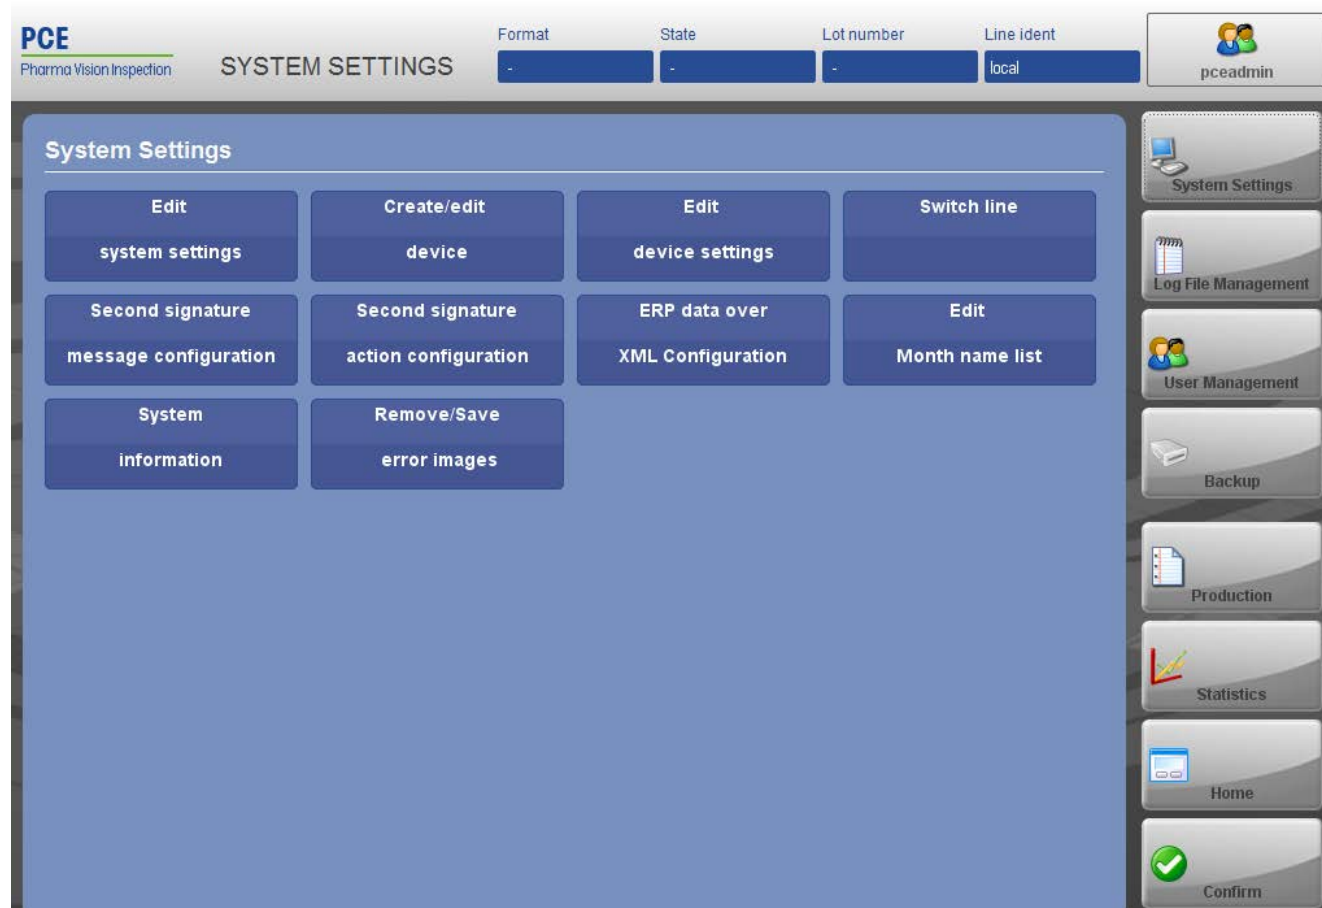 PCE
Pharma Vision Inspection
SYSTEM SETTINGS
Format
State
Lot number
Line ident
-
-
-
local
pceadmin
System Settings
Edit
system settings
Create/edit
device
Edit
device settings
Switch line
Second signature
message configuration
Second signature
action configuration
ERP data over
XML Configuration
Edit
Month name list
System
information
Remove/Save
error images
System Settings
Log File Management
User Management
Backup
Production
Statistics
Home
Confirm